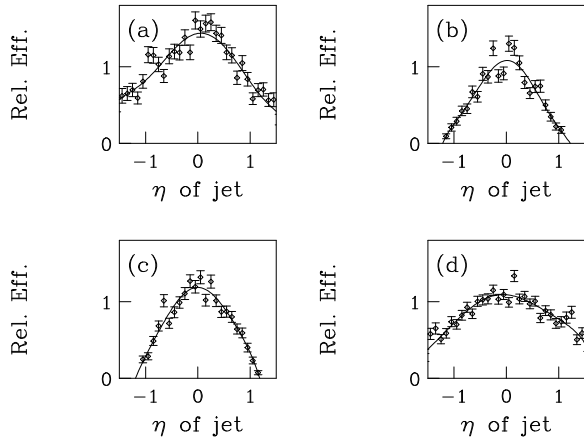 (a)
Rel. Eff.
1
0
−1 0 1
η of jet
(b)
Rel. Eff.
1
0
−1 0 1
η of jet
(c)
Rel. Eff.
1
0
−1 0 1
η of jet
(d)
Rel. Eff.
1
0
−1 0 1
η of jet